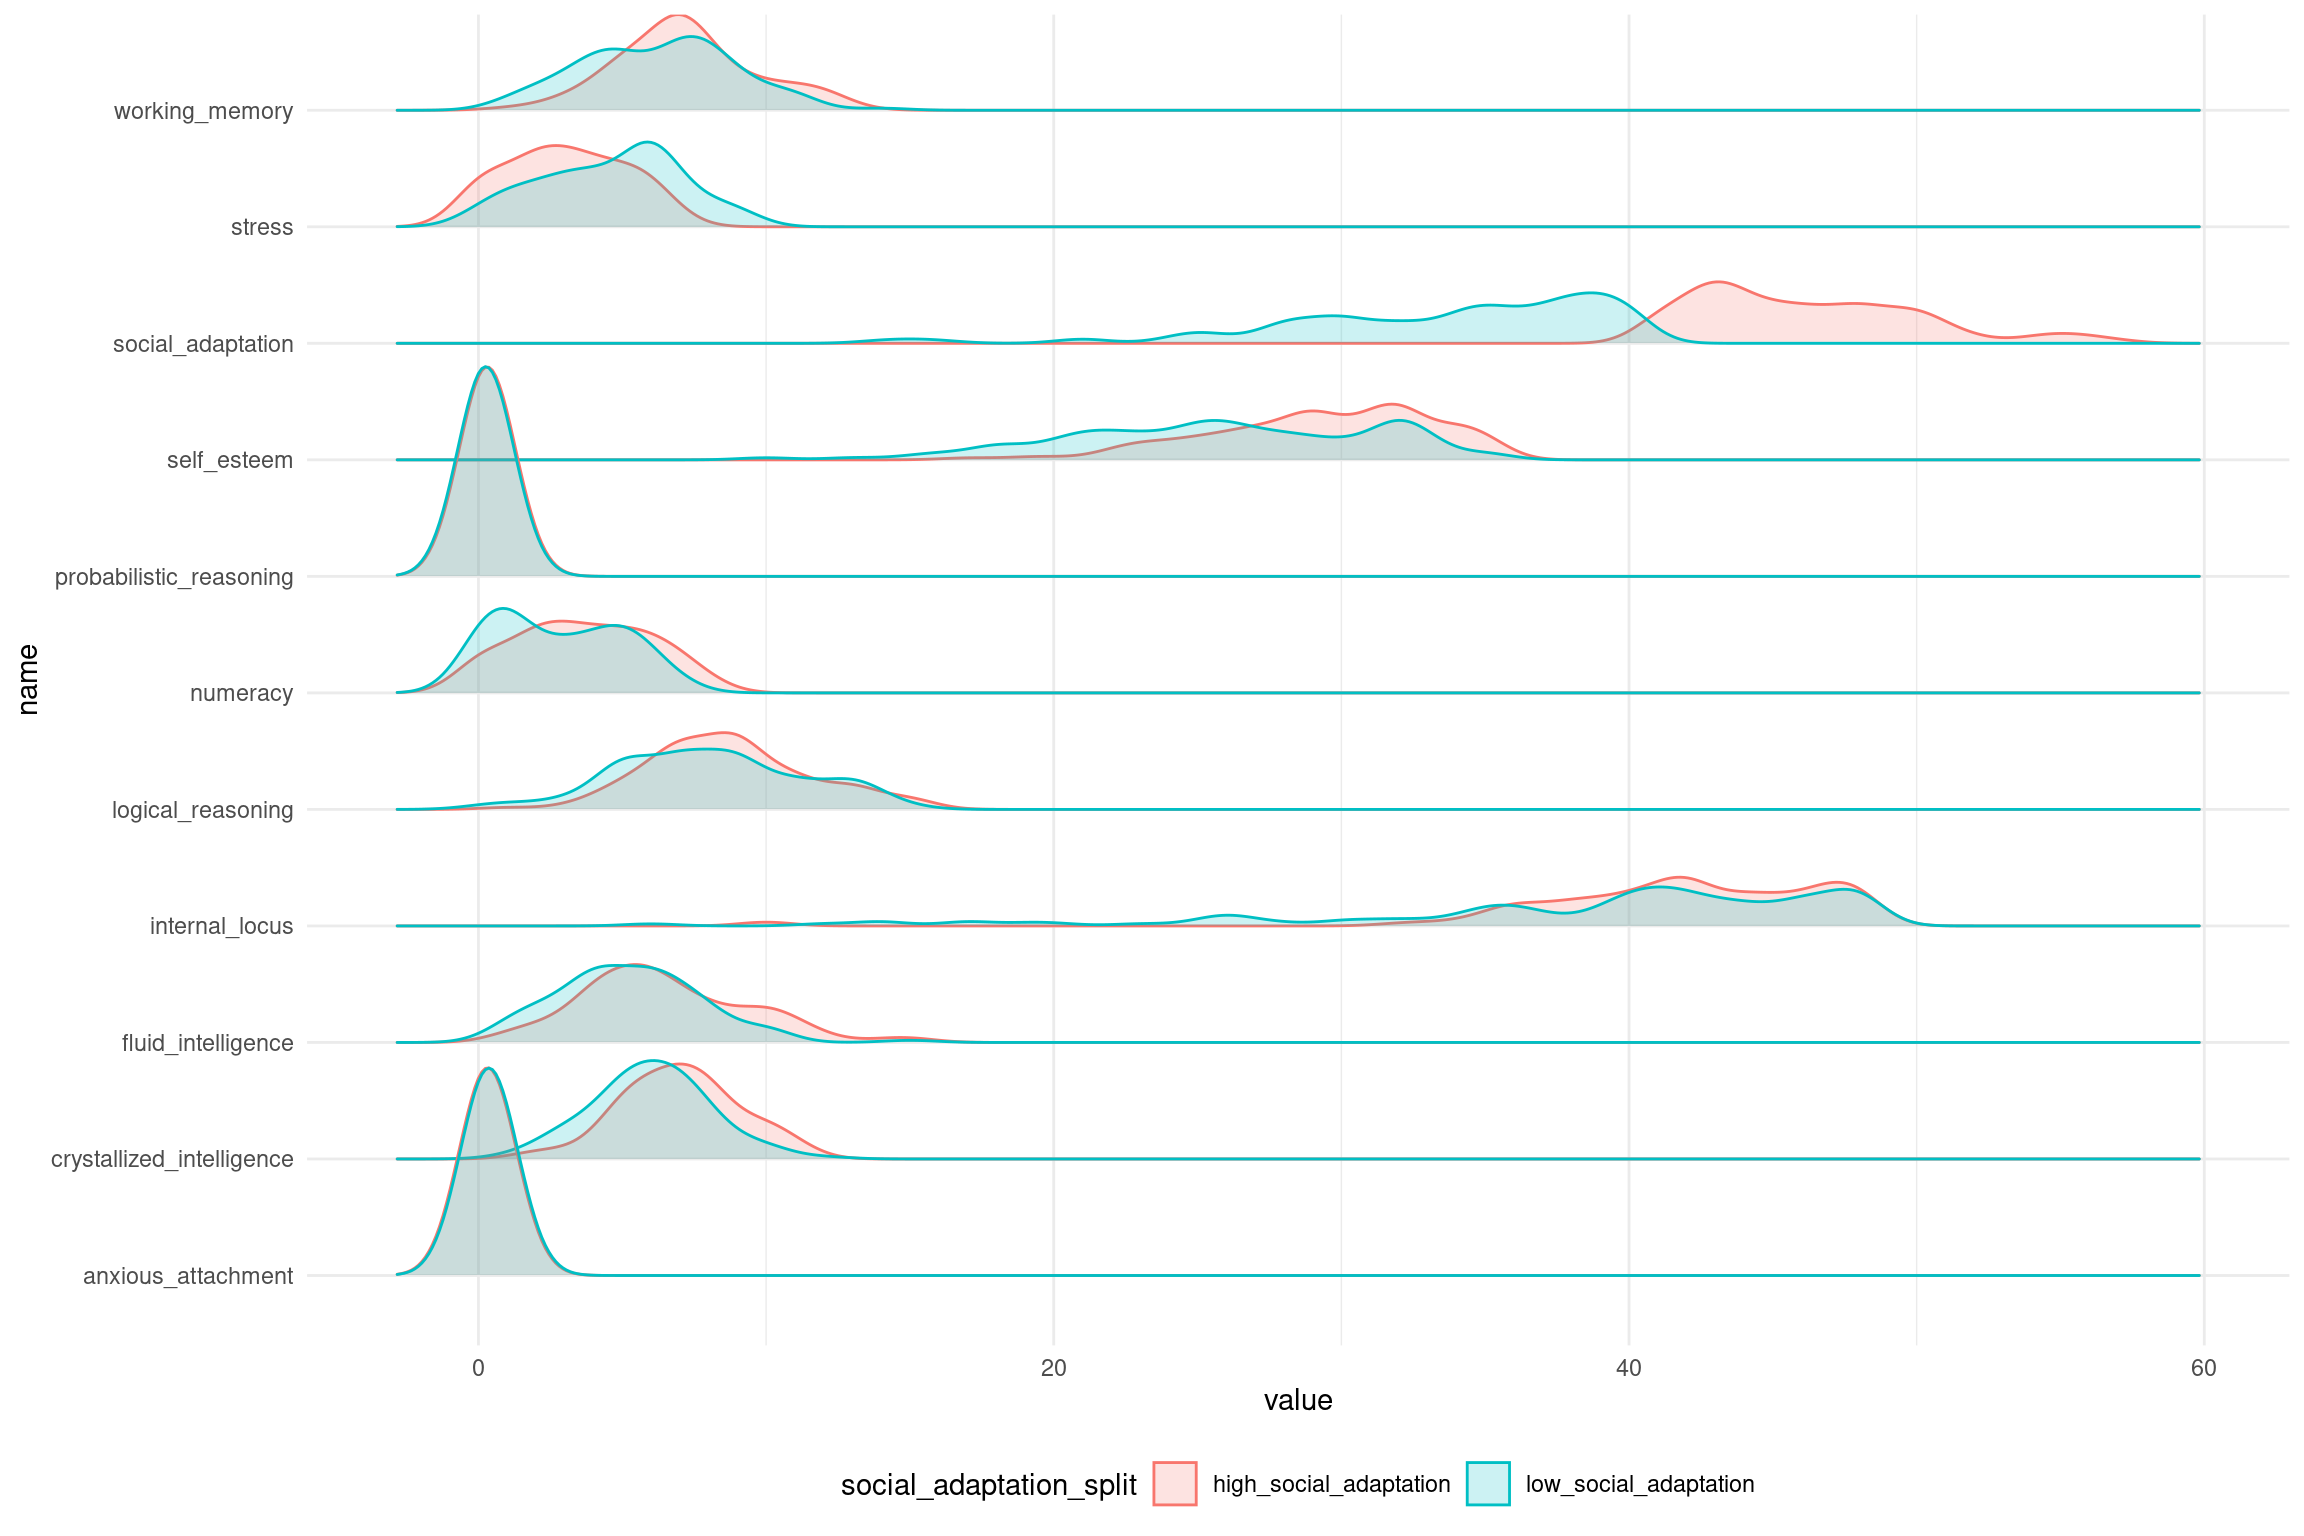 working_memory
stress
social_adaptation
self_esteem
probabilistic_reasoning
numeracy
logical_reasoning
internal_locus
fluid_intelligence
crystallized_intelligence
anxious_attachment
name
0 20 40 60
value
social_adaptation_split high_social_adaptation low_social_adaptation